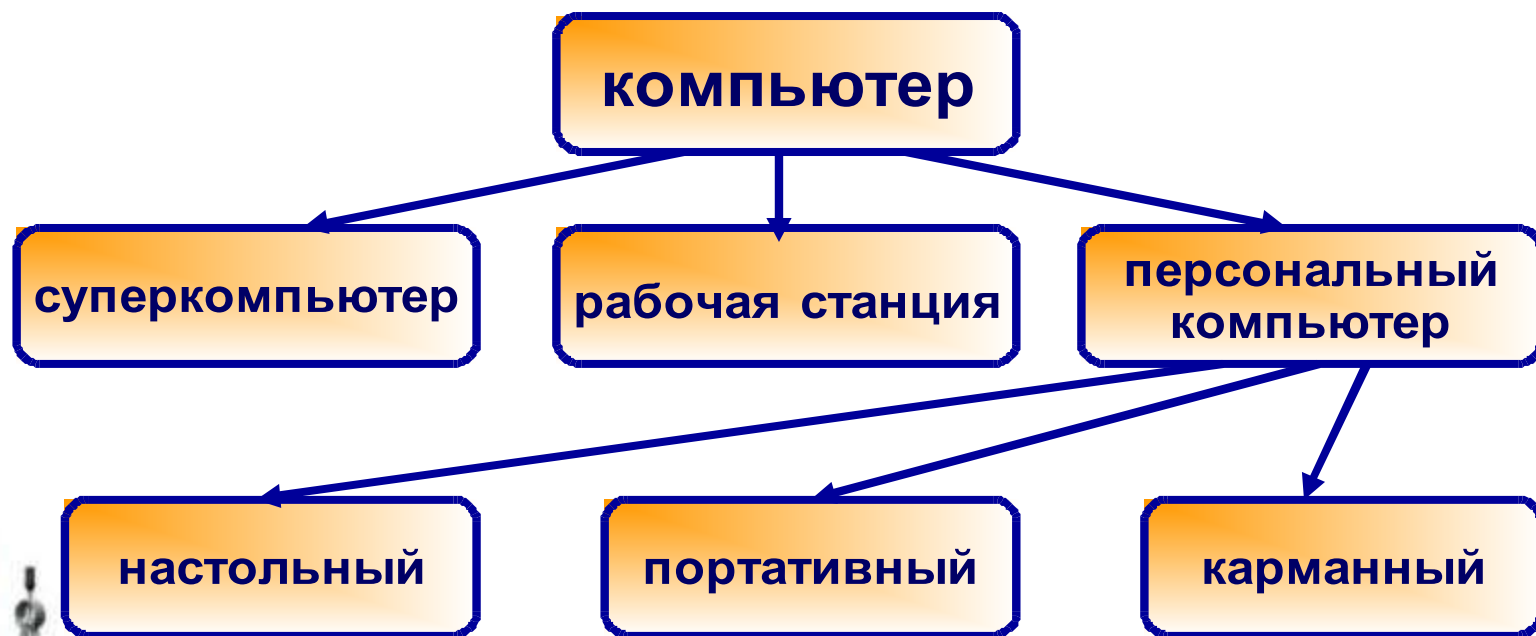 компьютер
суперкомпьютер
рабочая станция
персональный
компьютер
настольный
портативный
карманный